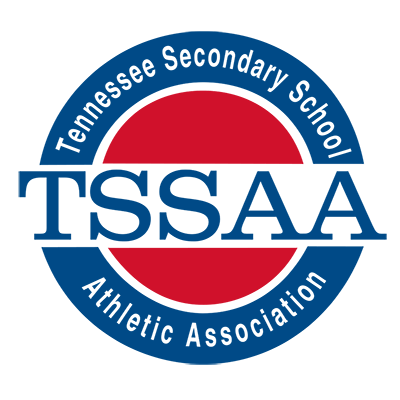 Tennessee Secondary School
TSSAA
Athletic Association